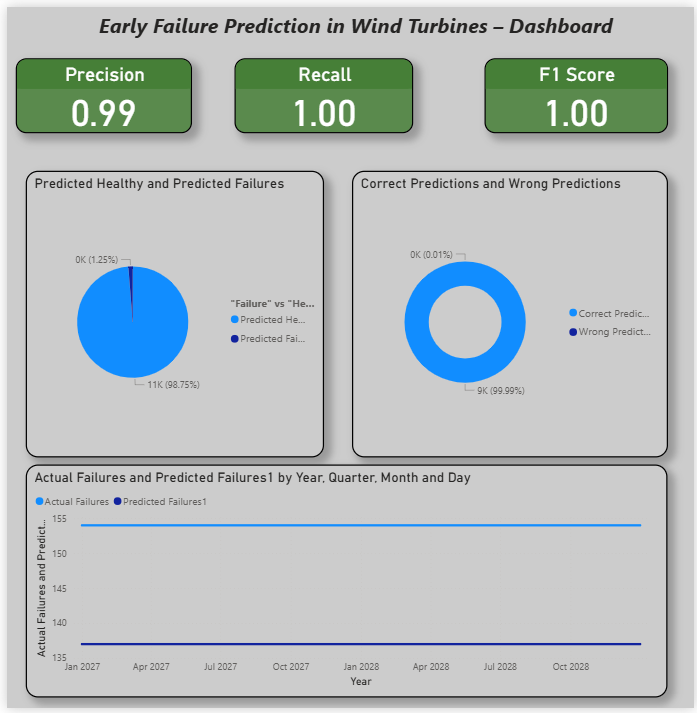 Early Failure Prediction in Wind Turbines – Dashboard
Precision
0.99
Recall
1.00
F1 Score
1.00
Predicted Healthy and Predicted Failures
0K (1.25%)
11K (98.75%)
"Failure" vs "He...
Predicted He...
Predicted Fai...
Correct Predictions and Wrong Predictions
0K (0.01%)
9K (99.99%)
Correct Predic...
Wrong Predict...
Actual Failures and Predicted Failures1 by Year, Quarter, Month and Day
Actual Failures Predicted Failures1
Actual Failures and Predict...
155
150
145
140
135
Jan 2027 Apr 2027 Jul 2027 Oct 2027 Jan 2028 Apr 2028 Jul 2028 Oct 2028
Year